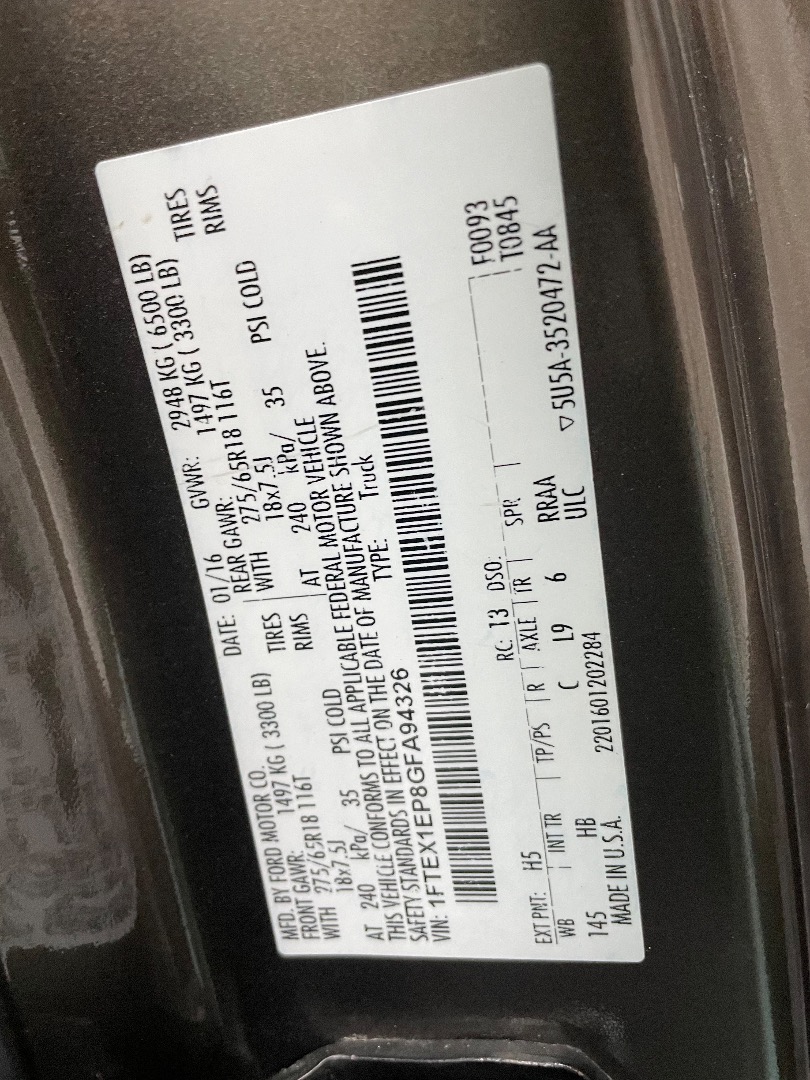 MFD. BY FORD MOTOR CO. DATE: 01/16 GVWR: 2948 KG ( 6500 LB)
FRONT GAWR: 1497 KG ( 3300 LB) REAR GAWR: 1497 KG ( 3300 LB)
WITH 275/65R18 116T TIRES WITH 275/65R18 116T TIRES
18x7.5J RIMS 18x7.5J RIMS
AT 240 kPa/ 35 PSI COLD AT 240 kPa/ 35 PSI COLD
THIS VEHICLE CONFORMS TO ALL APPLICABLE FEDERAL MOTOR VEHICLE
SAFETY STANDARDS IN EFFECT ON THE DATE OF MANUFACTURE SHOWN ABOVE.
VIN: 1FTEX1EP8GFA94326 TYPE: Truck
F0093
EXT PNT: H5 RC: 13 DSO: T0845
WB INT TR TP/PS R AXLE TR SPR
145 HB C L9 6 RRAA
MADE IN U.S.A. 2201601202284 ULC
▽ 5U5A-3520472-AA